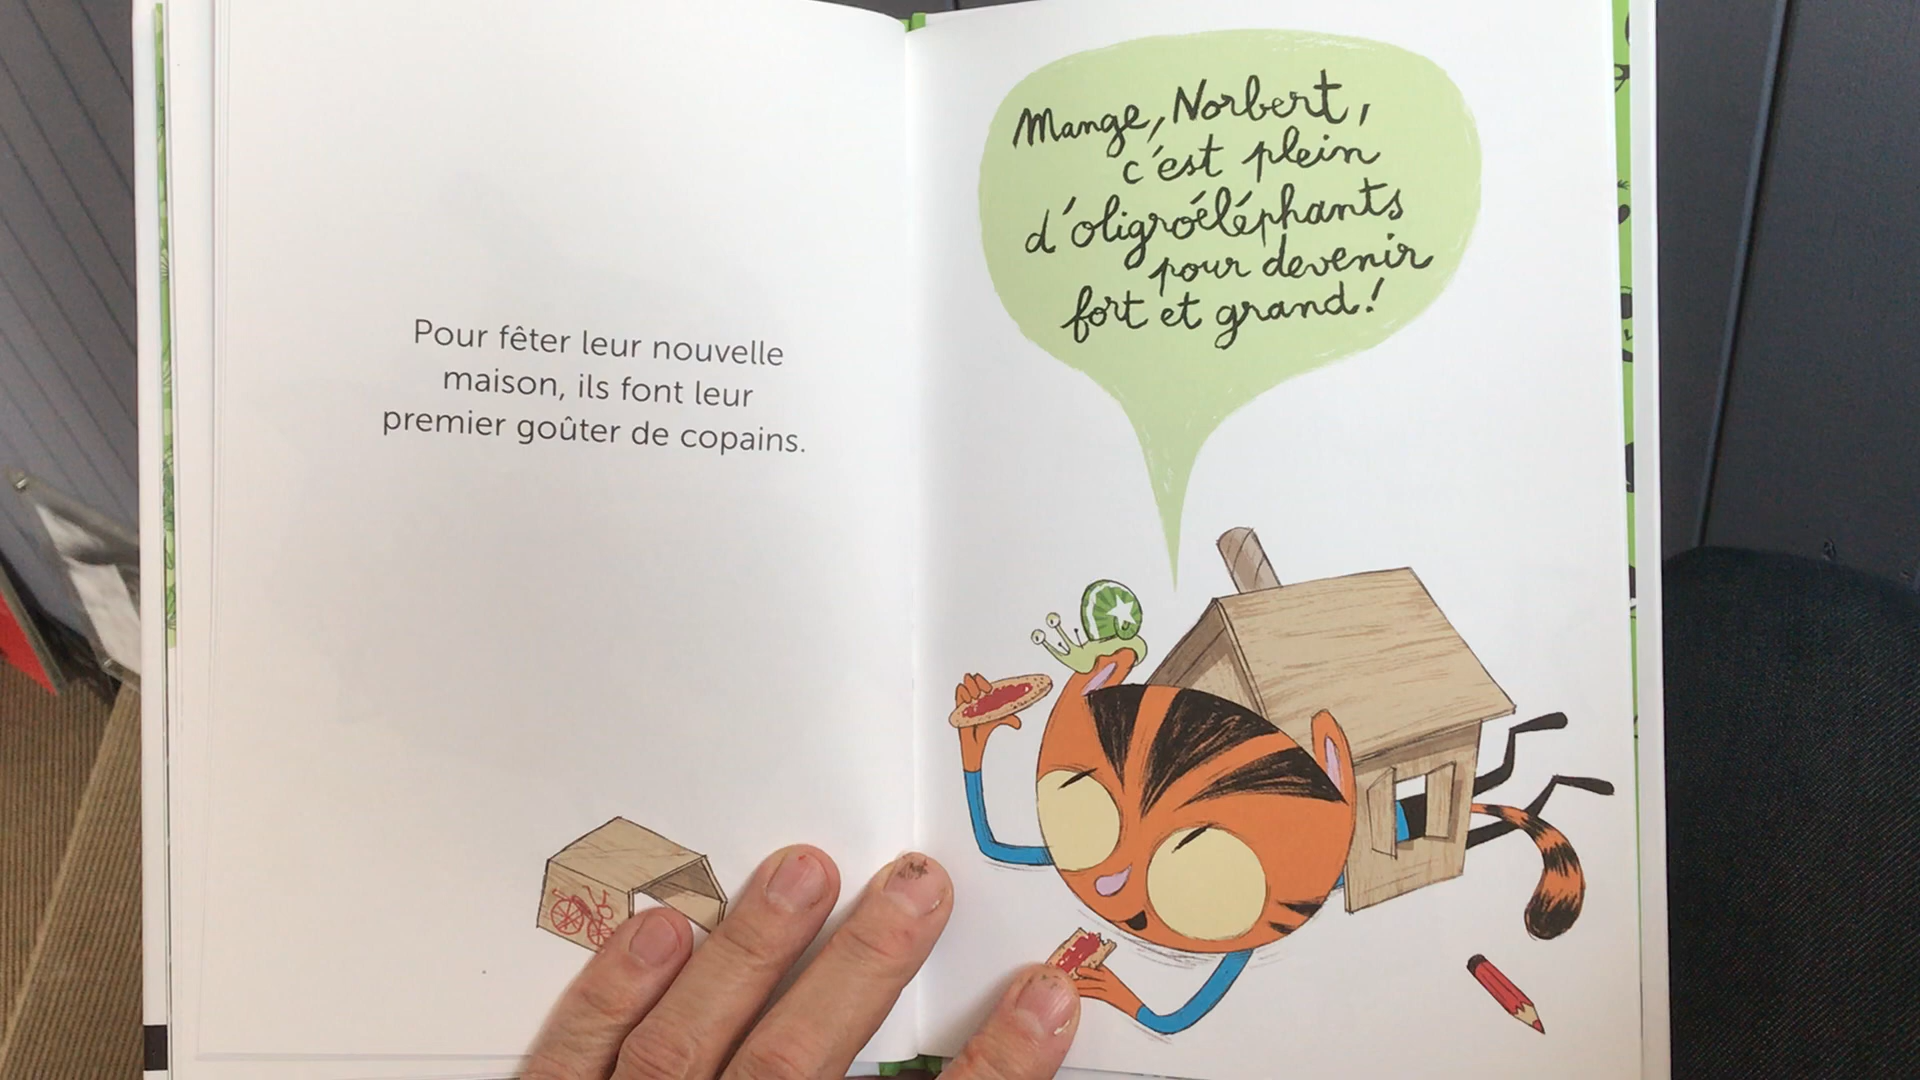 Pour fêter leur nouvelle
maison, ils font leur
premier goûter de copains.
Mange, Norbert,
c'est plein
d'oligroéléphants
pour devenir
fort et grand!